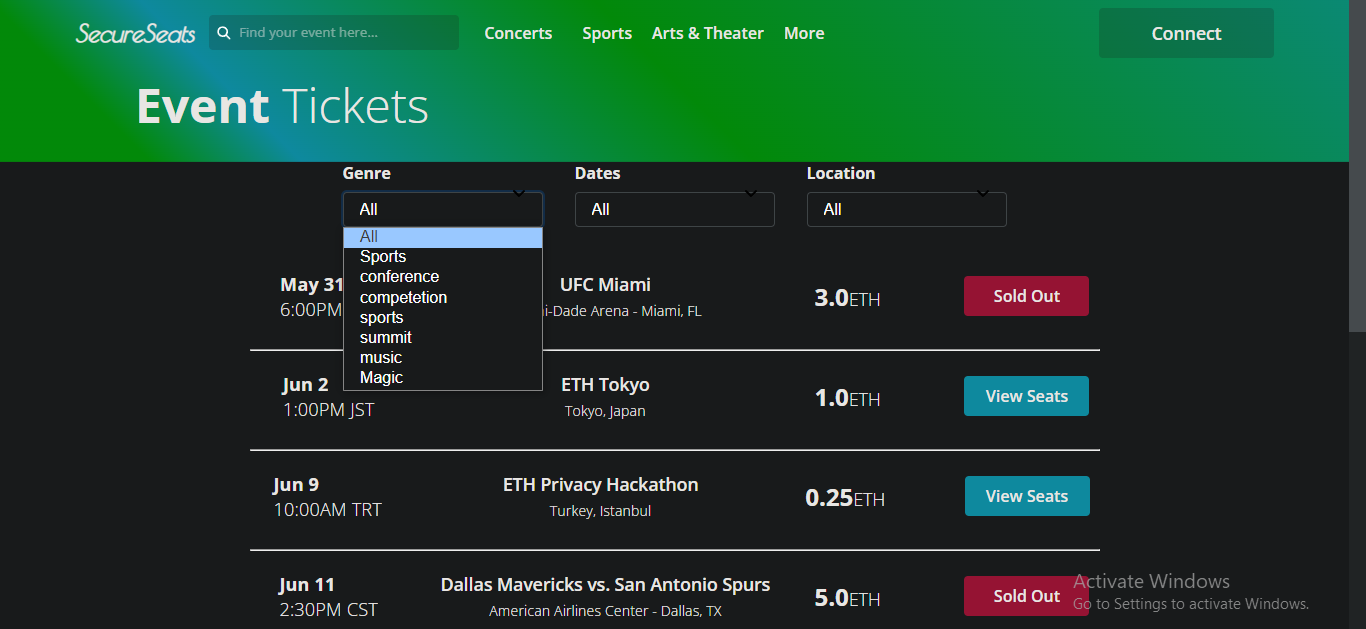 SecureSeats
Find your event here...
Concerts Sports Arts & Theater More
Connect
Event Tickets
Genre Dates Location
All All All
All
Sports
conference
competetion
sports
summit
music
Magic
May 31 UFC Miami 3.0ETH Sold Out
6:00PM i-Dade Arena - Miami, FL
Jun 2 ETH Tokyo 1.0ETH View Seats
1:00PM JST Tokyo, Japan
Jun 9 ETH Privacy Hackathon 0.25ETH View Seats
10:00AM TRT Turkey, Istanbul
Jun 11 Dallas Mavericks vs. San Antonio Spurs 5.0ETH Sold Out
2:30PM CST American Airlines Center - Dallas, TX
Activate Windows
Go to Settings to activate Windows.